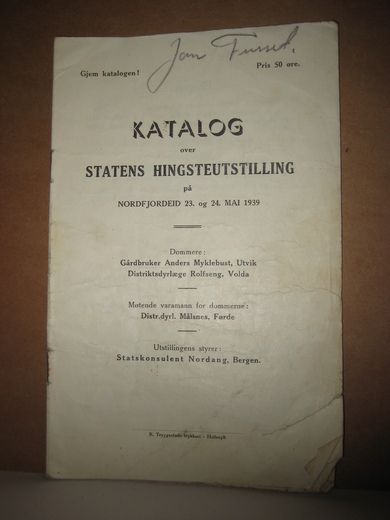 Jon
Gjem katalogen!
Pris 50 øre.
KATALOG
over
STATENS HINGSTEUTSTILLING
på
NORDFJORDEID 23. og 24. MAI 1939
Dommere:
Gårdbruker Anders Myklebust, Utvik
Distriktsdyrlæge Rolfseng, Volda
Møtende varamann for dommerne:
Distr.dyrl. Målsnes, Førde
Utstillingens styrer:
Statskonsulent Nordang, Bergen.